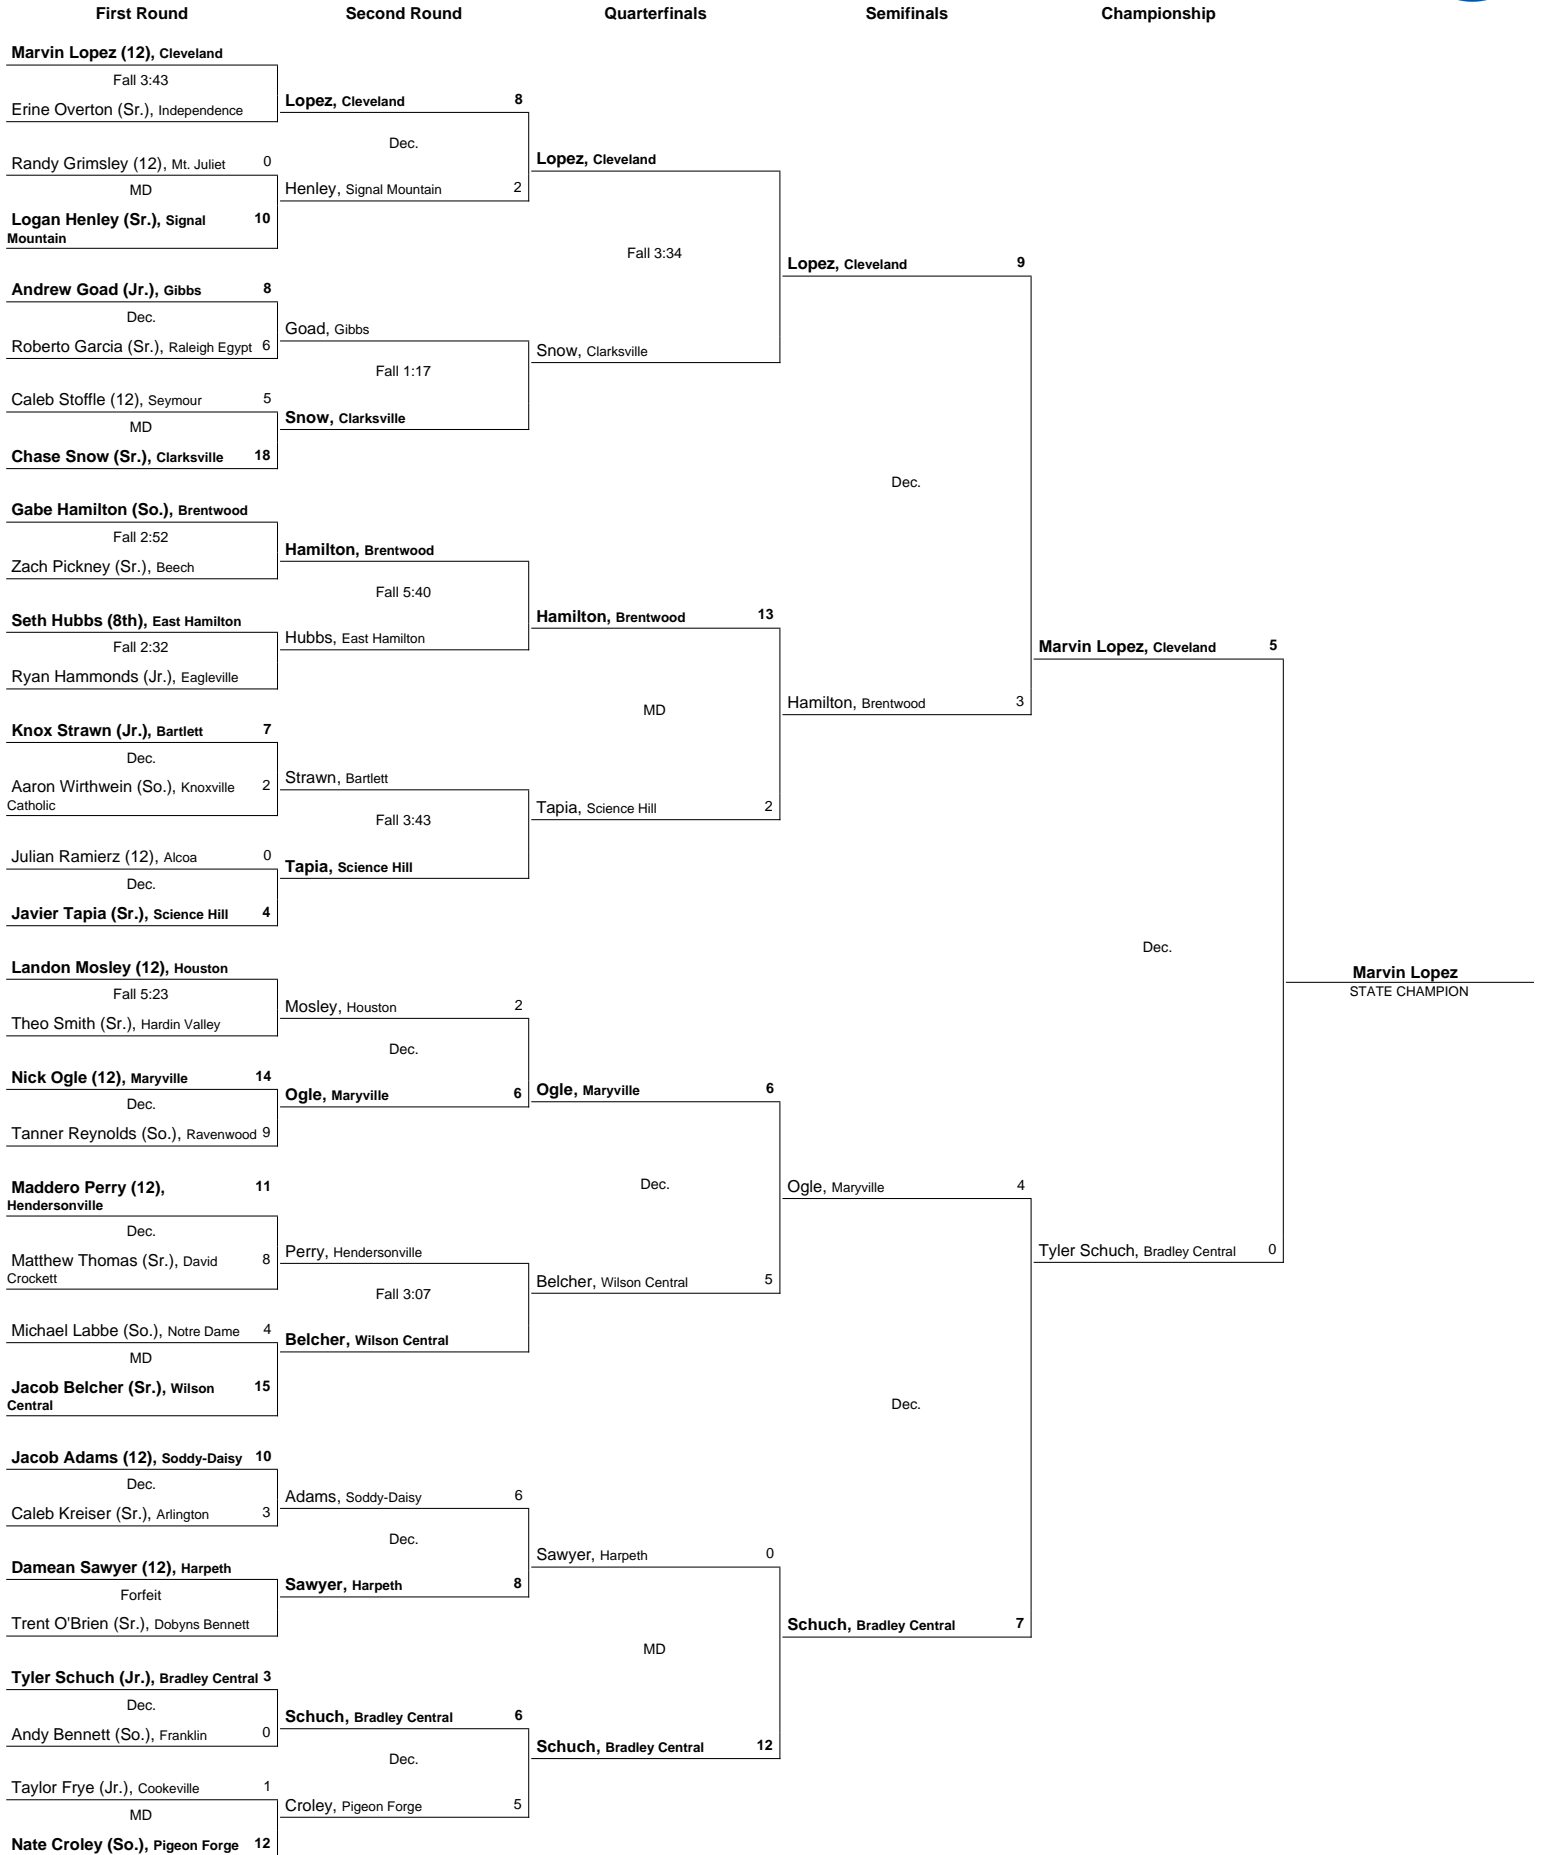 First Round
Second Round
Quarterfinals
Semifinals
Championship
Marvin Lopez (12), Cleveland
Fall 3:43
Erine Overton (Sr.), Independence
Randy Grimsley (12), Mt. Juliet 0
MD
Logan Henley (Sr.), Signal 10
Mountain
Andrew Goad (Jr.), Gibbs 8
Dec.
Roberto Garcia (Sr.), Raleigh Egypt 6
Caleb Stoffle (12), Seymour 5
MD
Chase Snow (Sr.), Clarksville 18
Gabe Hamilton (So.), Brentwood
Fall 2:52
Zach Pickney (Sr.), Beech
Seth Hubbs (8th), East Hamilton
Fall 2:32
Ryan Hammonds (Jr.), Eagleville
Knox Strawn (Jr.), Bartlett 7
Dec.
Aaron Wirthwein (So.), Knoxville 2
Catholic
Julian Ramierz (12), Alcoa 0
Dec.
Javier Tapia (Sr.), Science Hill 4
Landon Mosley (12), Houston
Fall 5:23
Theo Smith (Sr.), Hardin Valley
Nick Ogle (12), Maryville 14
Dec.
Tanner Reynolds (So.), Ravenwood 9
Maddero Perry (12), 11
Hendersonville
Dec.
Matthew Thomas (Sr.), David 8
Crockett
Michael Labbe (So.), Notre Dame 4
MD
Jacob Belcher (Sr.), Wilson 15
Central
Jacob Adams (12), Soddy-Daisy 10
Dec.
Caleb Kreiser (Sr.), Arlington 3
Damean Sawyer (12), Harpeth
Forfeit
Trent O'Brien (Sr.), Dobyns Bennett
Tyler Schuch (Jr.), Bradley Central 3
Dec.
Andy Bennett (So.), Franklin 0
Taylor Frye (Jr.), Cookeville 1
MD
Nate Croley (So.), Pigeon Forge 12
Lopez, Cleveland 8
Dec.
Henley, Signal Mountain 2
Goad, Gibbs
Fall 1:17
Snow, Clarksville
Hamilton, Brentwood
Fall 5:40
Hubbs, East Hamilton
Strawn, Bartlett
Fall 3:43
Tapia, Science Hill
Mosley, Houston 2
Dec.
Ogle, Maryville 6
Perry, Hendersonville
Fall 3:07
Belcher, Wilson Central
Adams, Soddy-Daisy 6
Dec.
Sawyer, Harpeth 8
Schuch, Bradley Central 6
Dec.
Croley, Pigeon Forge 5
Lopez, Cleveland
Fall 3:34
Snow, Clarksville
Hamilton, Brentwood 13
MD
Tapia, Science Hill 2
Ogle, Maryville 6
Dec.
Belcher, Wilson Central 5
Sawyer, Harpeth 0
MD
Schuch, Bradley Central 12
Lopez, Cleveland 9
Dec.
Hamilton, Brentwood 3
Ogle, Maryville 4
Dec.
Schuch, Bradley Central 7
Marvin Lopez, Cleveland 5
Dec.
Tyler Schuch, Bradley Central 0
Marvin Lopez
STATE CHAMPION